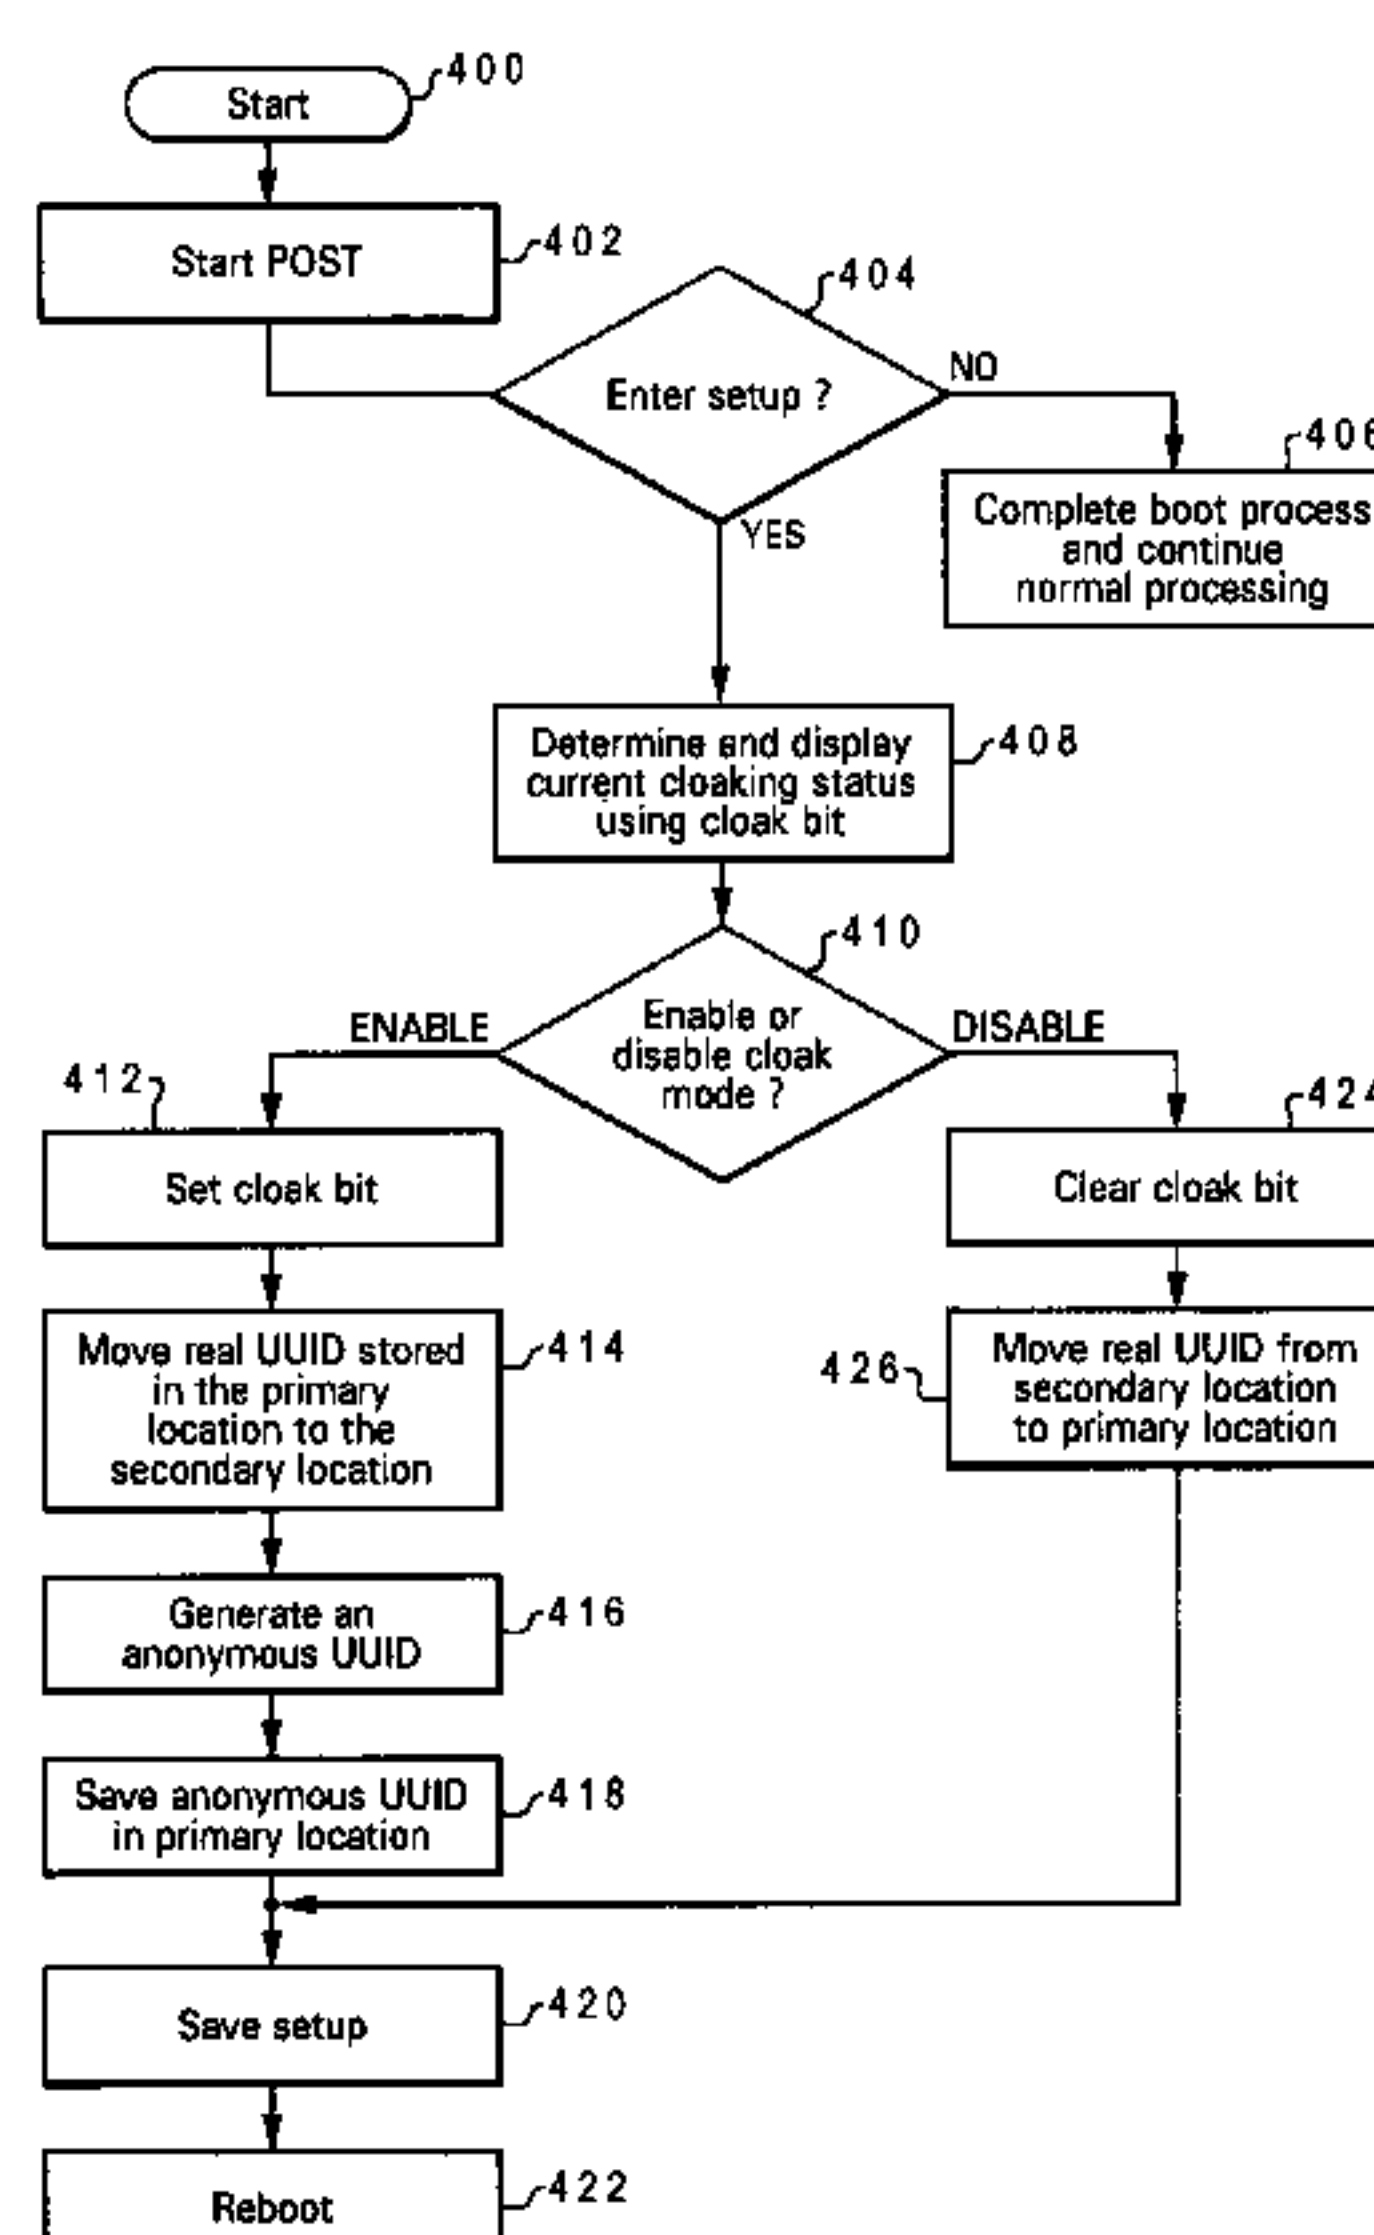 Start
400
Start POST
402
Enter setup ?
404
NO
YES
406
Complete boot process
and continue
normal processing
Determine and display
current cloaking status
using cloak bit
408
410
Enable or
disable cloak
mode ?
ENABLE
DISABLE
412
Set cloak bit
424
Clear cloak bit
Move real UUID stored
in the primary
location to the
secondary location
414
426
Move real UUID from
secondary location
to primary location
Generate an
anonymous UUID
416
Save anonymous UUID
in primary location
418
Save setup
420
Reboot
422